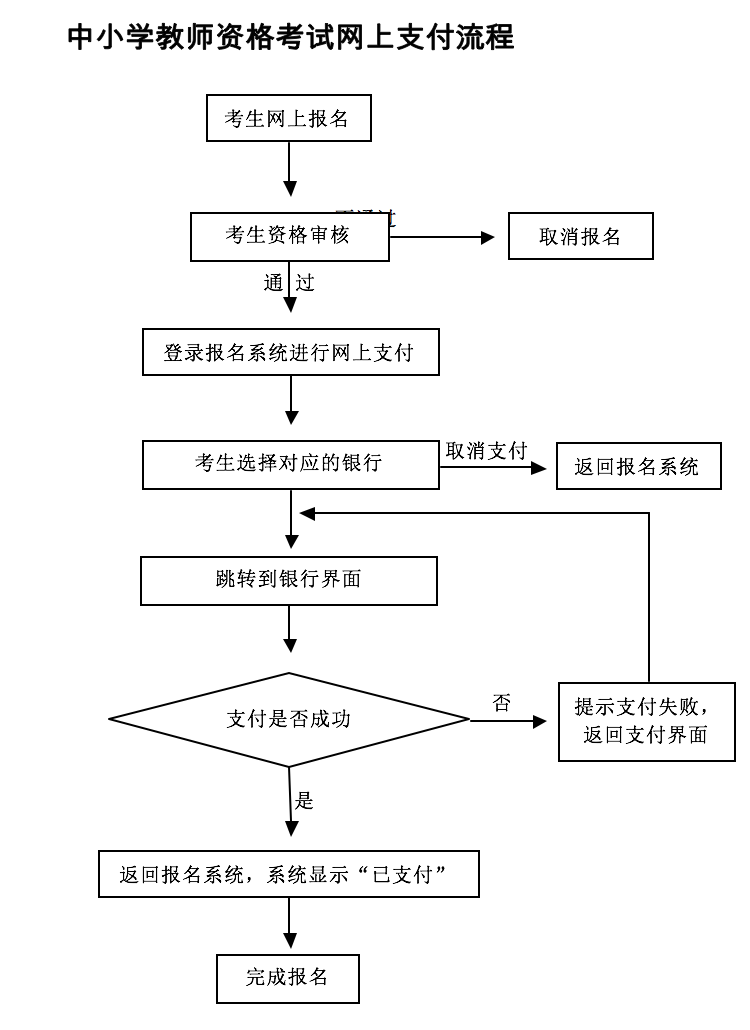 中小学教师资格考试网上支付流程
考生网上报名
考生资格审核
取消报名
通 过
登录报名系统进行网上支付
考生选择对应的银行
取消支付
返回报名系统
跳转到银行界面
支付是否成功
否
提示支付失败，
返回支付界面
是
返回报名系统，系统显示“已支付”
完成报名